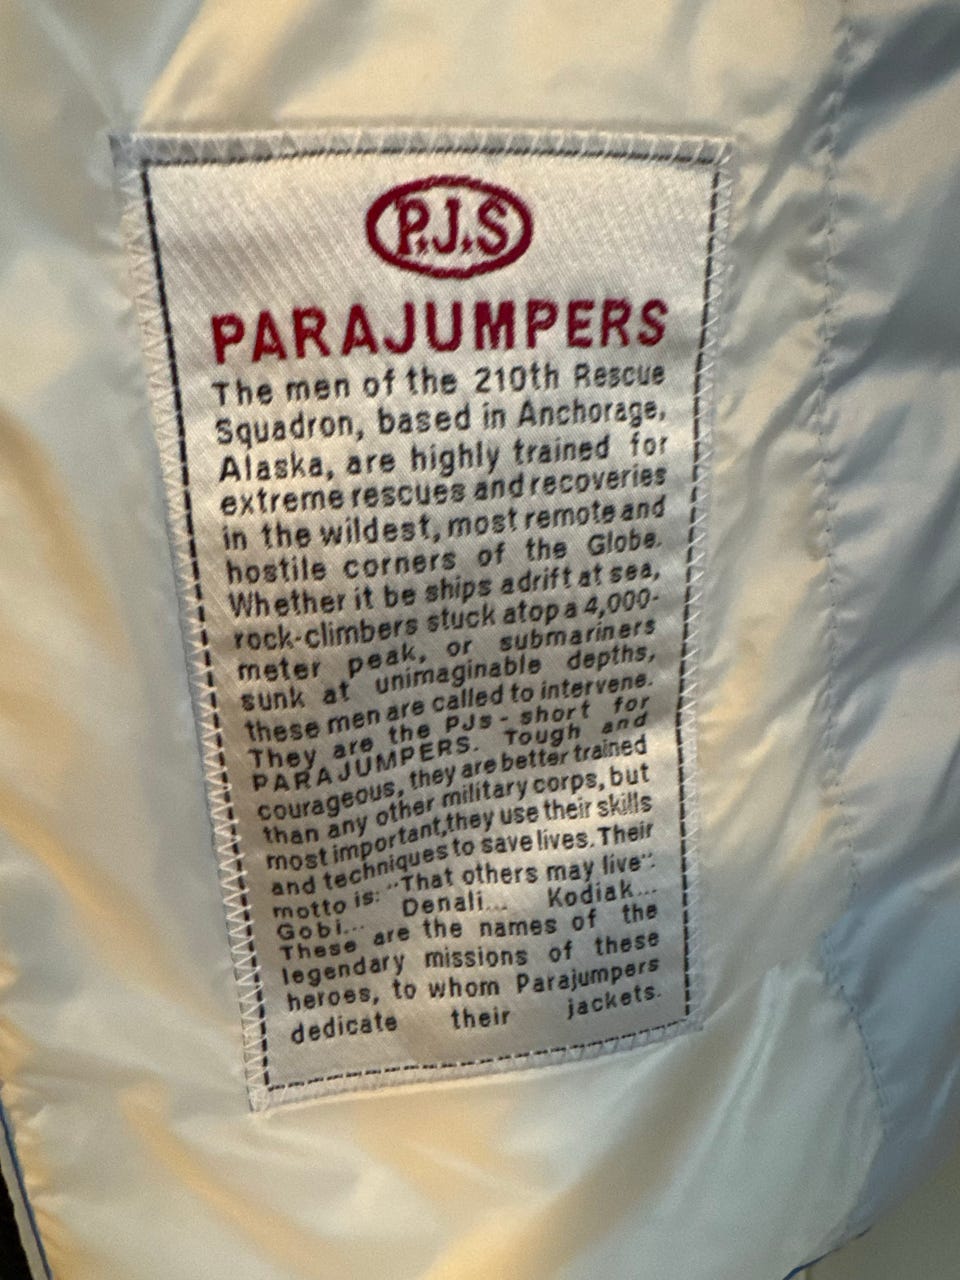 P.J.S
PARAJUMPERS
The men of the 210th Rescue
Squadron, based in Anchorage,
Alaska, are highly trained for
extreme rescues and recoveries
in the wildest, most remote and
hostile corners of the Globe.
Whether it be ships adrift at sea,
rock-climbers stuck atop a 4,000-
meter peak, or submariners
sunk at unimaginable depths,
these men are called to intervene.
They are the PJs - short for
PARAJUMPERS. Tough and
courageous, they are better trained
than any other military corps, but
most important,they use their skills
and techniques to save lives. Their
motto is: "That others may live".
Gobi... Denali... Kodiak...
These are the names of the
legendary missions of these
heroes, to whom Parajumpers
dedicate their jackets.